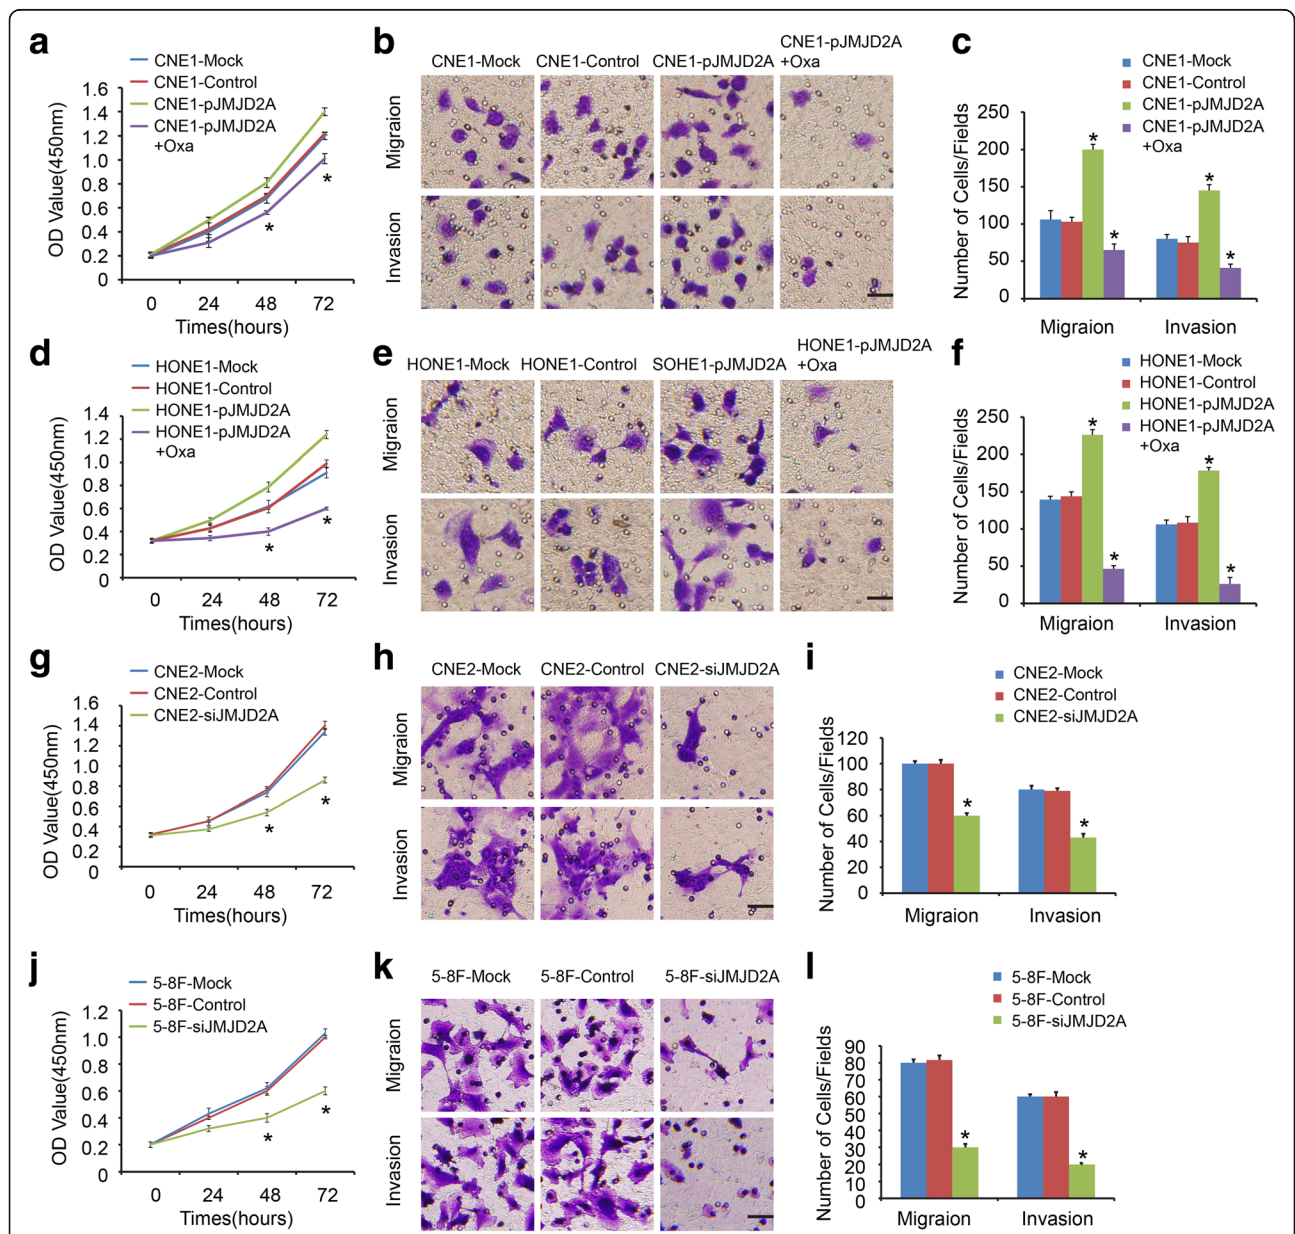 a
CNE1-Mock
CNE1-Control
CNE1-pJMJD2A
CNE1-pJMJD2A
+Oxa
OD Value(450nm)
1.6
1.4
1.2
1.0
0.8
0.6
0.4
0.2
0
*
*
0 24 48 72
Times(hours)
b
CNE1-Mock CNE1-Control CNE1-pJMJD2A CNE1-pJMJD2A
+Oxa
Migraion
Invasion
c
CNE1-Mock
CNE1-Control
CNE1-pJMJD2A
CNE1-pJMJD2A
+Oxa
Number of Cells/Fields
250
200
150
100
50
0
* * * *
Migraion Invasion
d
HONE1-Mock
HONE1-Control
HONE1-pJMJD2A
HONE1-pJMJD2A
+Oxa
OD Value(450nm)
1.4
1.2
1.0
0.8
0.6
0.4
0.2
0
*
*
0 24 48 72
Times(hours)
e
HONE1-Mock HONE1-Control SOHE1-pJMJD2A HONE1-pJMJD2A
+Oxa
Migraion
Invasion
f
HONE1-Mock
HONE1-Control
HONE1-pJMJD2A
HONE1-pJMJD2A
+Oxa
Number of Cells/Fields
250
200
150
100
50
0
* * * *
Migraion Invasion
g
CNE2-Mock
CNE2-Control
CNE2-siJMJD2A
OD Value(450nm)
1.6
1.4
1.2
1.0
0.8
0.6
0.4
0.2
0
*
*
0 24 48 72
Times(hours)
h
CNE2-Mock CNE2-Control CNE2-siJMJD2A
Migraion
Invasion
i
CNE2-Mock
CNE2-Control
CNE2-siJMJD2A
Number of Cells/Fields
120
100
80
60
40
20
0
* *
Migraion Invasion
j
5-8F-Mock
5-8F-Control
5-8F-siJMJD2A
OD Value(450nm)
1.2
1.0
0.8
0.6
0.4
0.2
0
*
*
0 24 48 72
Times(hours)
k
5-8F-Mock 5-8F-Control 5-8F-siJMJD2A
Migraion
Invasion
l
5-8F-Mock
5-8F-Control
5-8F-siJMJD2A
Number of Cells/Fields
90
80
70
60
50
40
30
20
10
0
* *
Migraion Invasion